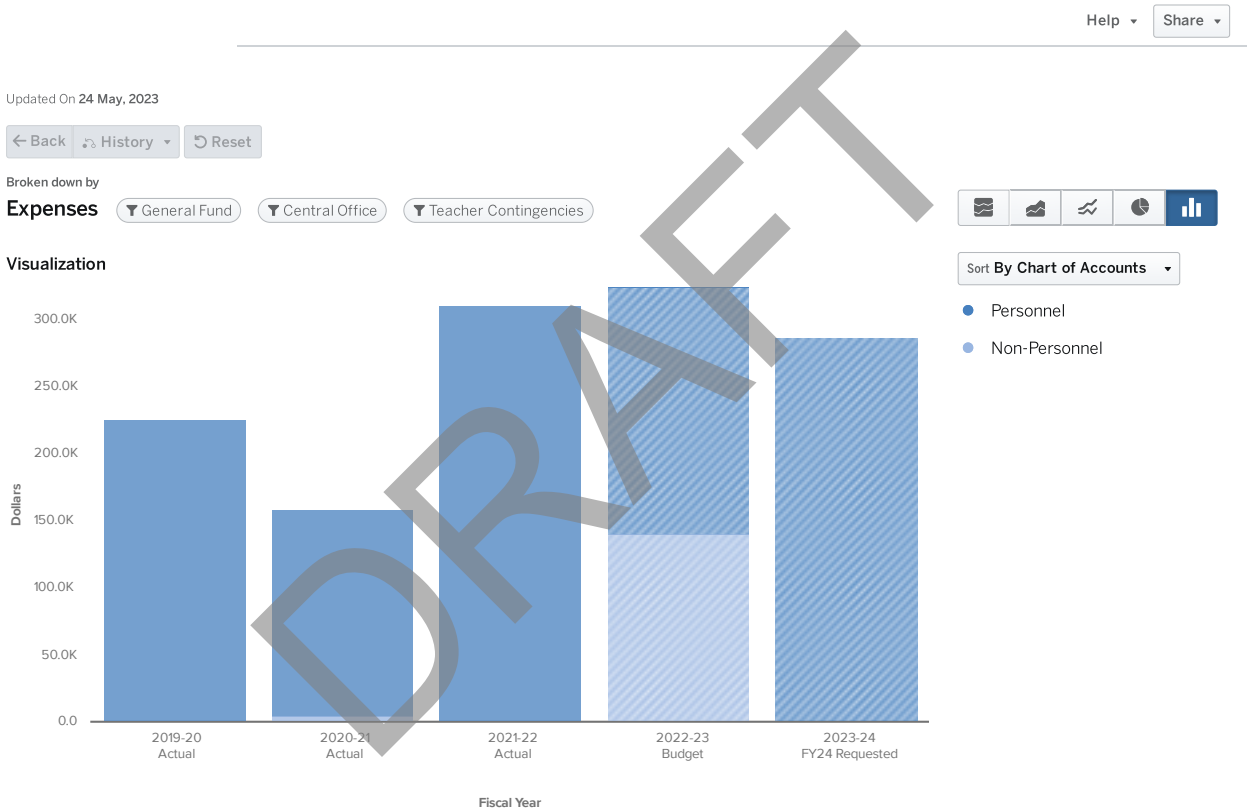 Help
Share
Updated On 24 May, 2023
Back
History
Reset
Broken down by
Expenses
General Fund
Central Office
Teacher Contingencies
Visualization
Sort By Chart of Accounts
Personnel
Non-Personnel
300.0K
250.0K
200.0K
150.0K
100.0K
50.0K
0.0
Dollars
2019-20
Actual
2020-21
Actual
2021-22
Actual
2022-23
Budget
2023-24
FY24 Requested
Fiscal Year
DRAFT